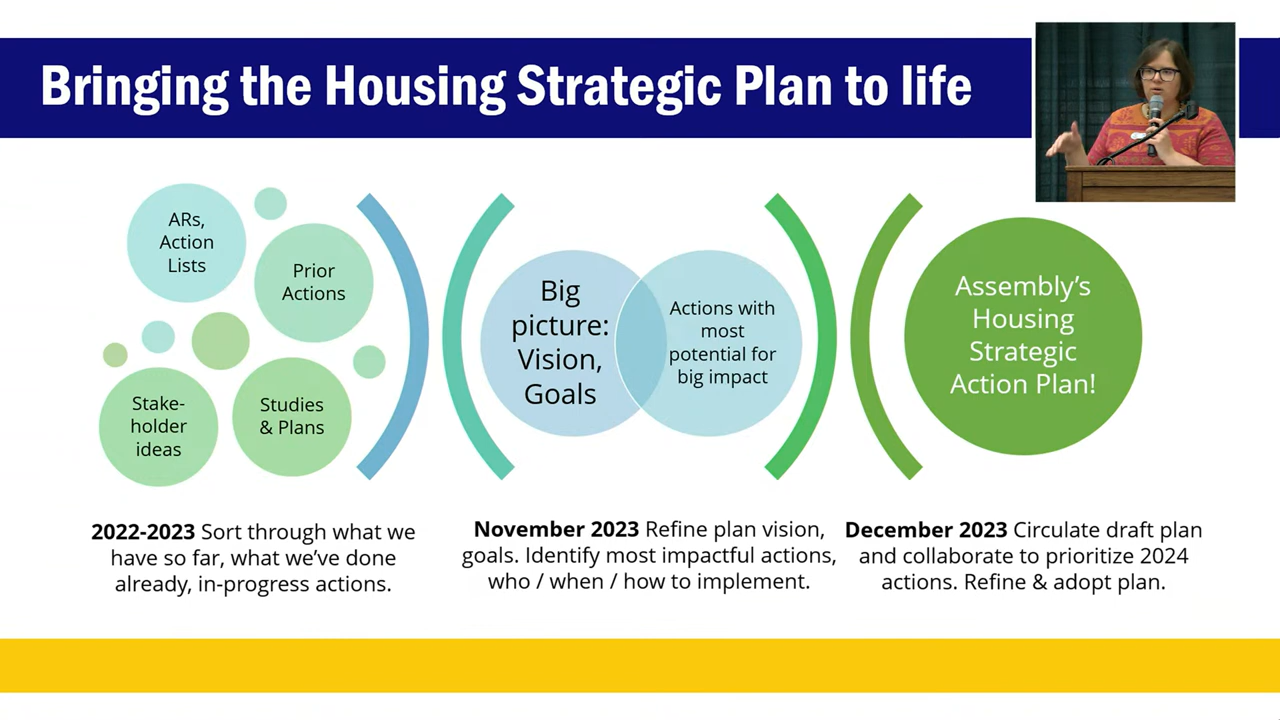 Bringing the Housing Strategic Plan to life
ARs,
Action
Lists
Prior
Actions
Stake-
holder
ideas
Studies
& Plans
Big
picture:
Vision,
Goals
Actions with
most
potential for
big impact
Assembly's
Housing
Strategic
Action Plan!
2022-2023 Sort through what we
have so far, what we've done
already, in-progress actions.
November 2023 Refine plan vision,
goals. Identify most impactful actions,
who / when / how to implement.
December 2023 Circulate draft plan
and collaborate to prioritize 2024
actions. Refine & adopt plan.